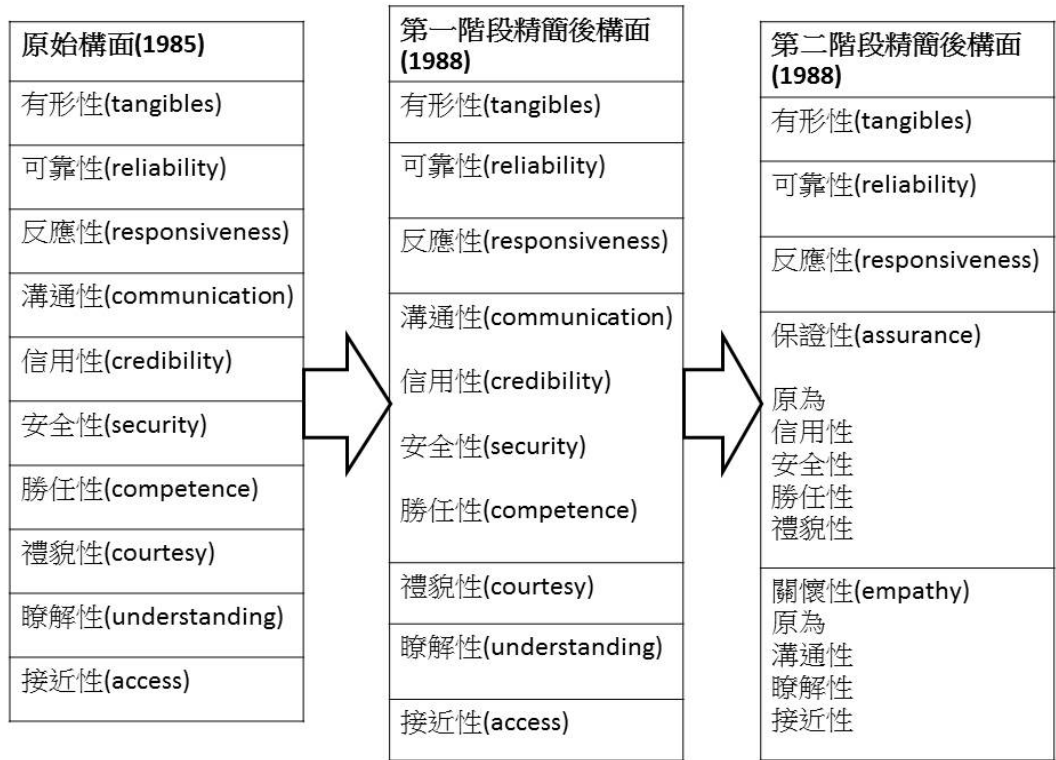 原始構面(1985)
有形性(tangibles)
可靠性(reliability)
反應性(responsiveness)
溝通性(communication)
信用性(credibility)
安全性(security)
勝任性(competence)
禮貌性(courtesy)
瞭解性(understanding)
接近性(access)
第一階段精簡後構面
(1988)
有形性(tangibles)
可靠性(reliability)
反應性(responsiveness)
溝通性(communication)
信用性(credibility)
安全性(security)
勝任性(competence)
禮貌性(courtesy)
瞭解性(understanding)
接近性(access)
第二階段精簡後構面
(1988)
有形性(tangibles)
可靠性(reliability)
反應性(responsiveness)
保證性(assurance)
原為
信用性
安全性
勝任性
禮貌性
關懷性(empathy)
原為
溝通性
瞭解性
接近性